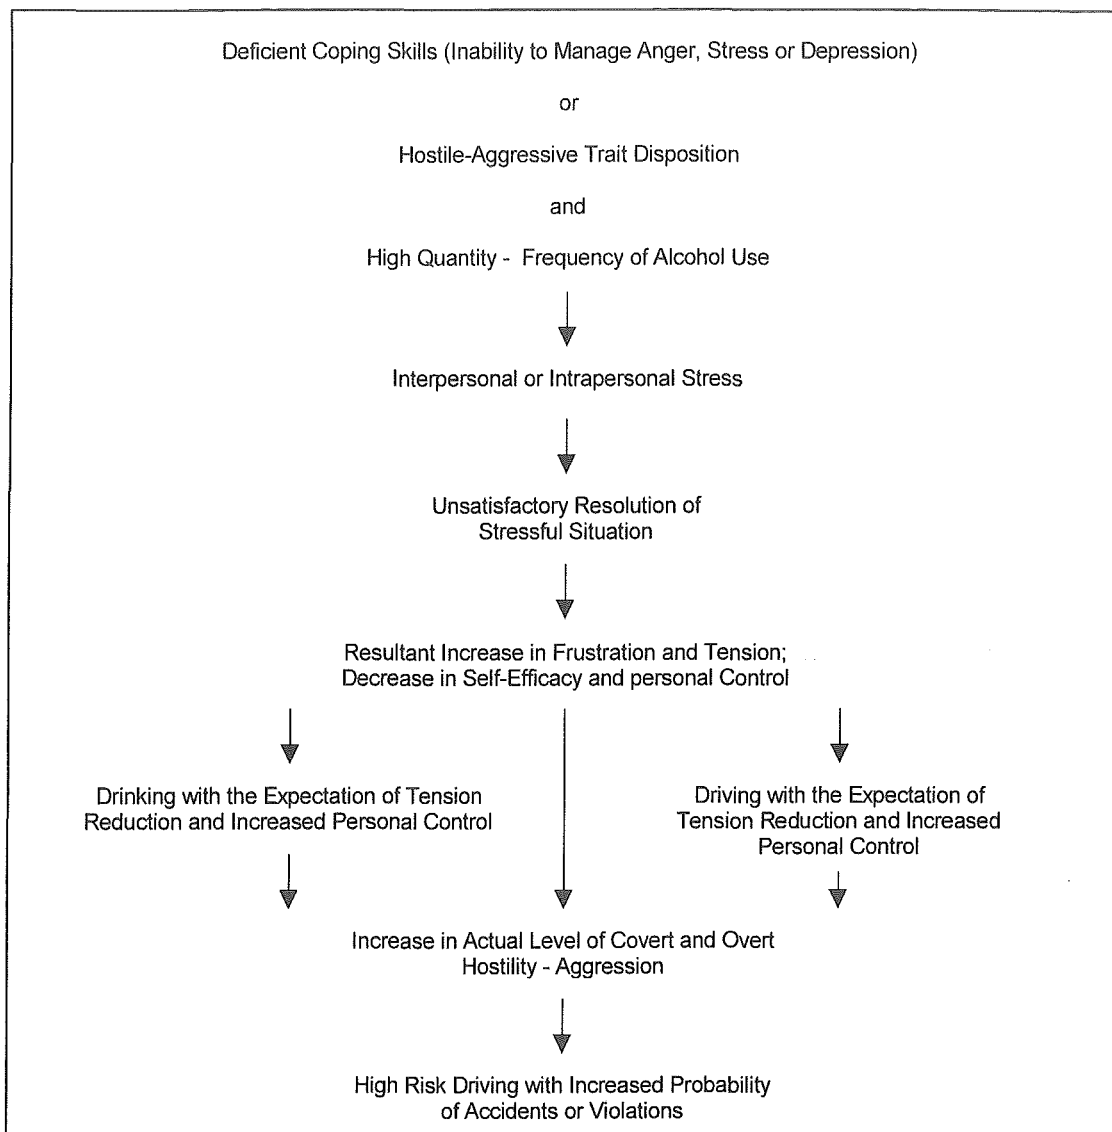 Deficient Coping Skills (Inability to Manage Anger, Stress or Depression)
or
Hostile-Aggressive Trait Disposition
and
High Quantity - Frequency of Alcohol Use
Interpersonal or Intrapersonal Stress
Unsatisfactory Resolution of
Stressful Situation
Resultant Increase in Frustration and Tension;
Decrease in Self-Efficacy and personal Control
Drinking with the Expectation of Tension
Reduction and Increased Personal Control
Driving with the Expectation of
Tension Reduction and Increased
Personal Control
Increase in Actual Level of Covert and Overt
Hostility - Aggression
High Risk Driving with Increased Probability
of Accidents or Violations